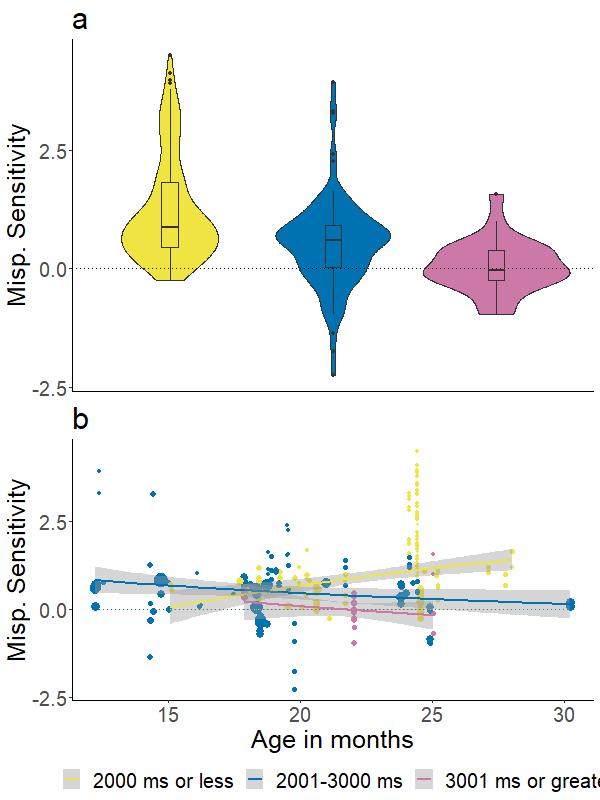 a
Misp. Sensitivity
2.5
0.0
-2.5
b
Misp. Sensitivity
2.5
0.0
-2.5
15 20 25 30
Age in months
2000 ms or less 2001-3000 ms 3001 ms or greate